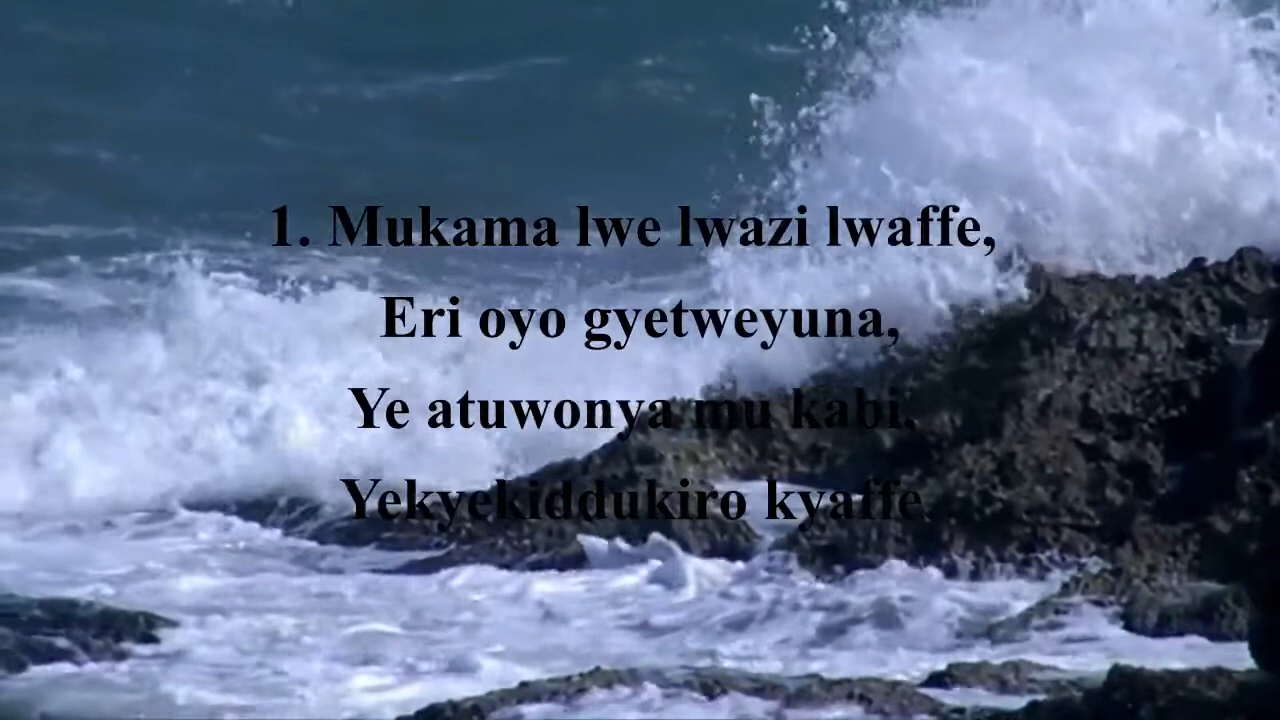 1. Mukama lwe lwazi lwaffe,
Eri oyo gyetweyuna,
Ye atuwonya mu kabi.
Yekyekiddukiro kyaffe